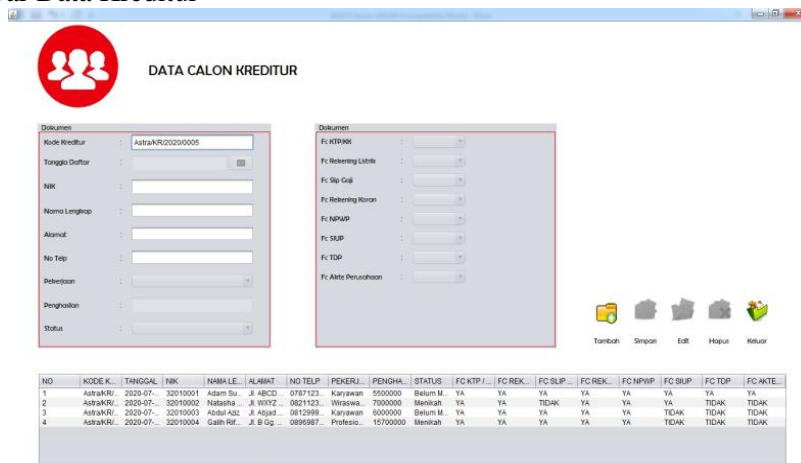 DATA CALON KREDITUR
Dokumen
Kode Kreditur : Astra/KR/2020/0005
Tanggla Daftar :
NIK :
Nama Lengkap :
Alamat :
No Telp :
Pekerjaan :
Penghasilan :
Status :
Dokumen
Fc KTP/KK :
Fc Rekening Listrik :
Fc Slip Gaji :
Fc Rekening Koran :
Fc NPWP :
Fc SIUP :
Fc TDP :
Fc Akte Perusahaan :
Tambah Simpan Edit Hapus Keluar
NO KODE K... TANGGAL NIK NAMA LE... ALAMAT NO TELP PEKERJ... PENGHA... STATUS FC KTP /... FC REK... FC SLIP ... FC REK... FC NPWP FC SIUP FC TDP FC AKTE...
1 Astra/KR/... 2020-07-... 32010001 Adam Su... Jl. ABCD ... 0787123... Karyawan 5500000 Belum M... YA YA YA YA YA YA YA YA
2 Astra/KR/... 2020-07-... 32010002 Natasha ... Jl. WXYZ ... 0821123... Wiraswa... 7000000 Menikah YA YA TIDAK YA YA YA TIDAK TIDAK
3 Astra/KR/... 2020-07-... 32010003 Abdul Aziz Jl. Abjad ... 0812999... Karyawan 6000000 Belum M... YA YA YA YA YA TIDAK TIDAK TIDAK
4 Astra/KR/... 2020-07-... 32010004 Galih Rif... Jl. B Gg. ... 0896987... Profesio... 15700000 Menikah YA YA YA YA YA TIDAK TIDAK TIDAK